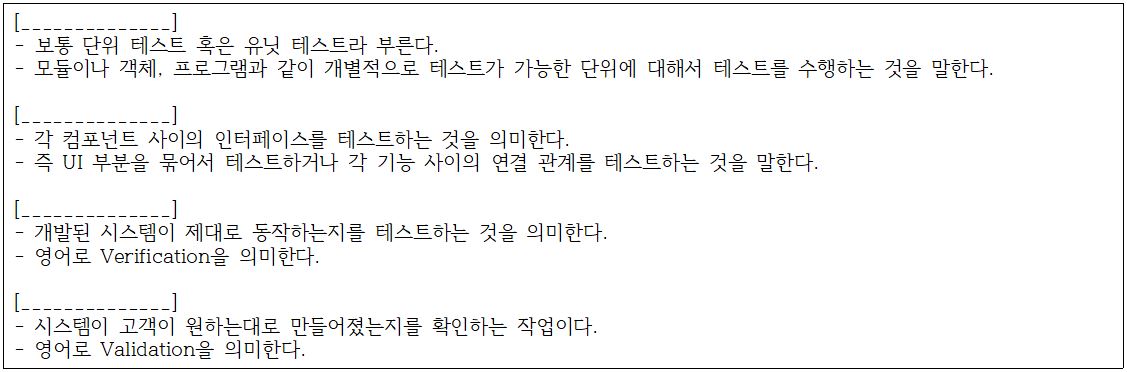 [______________]
- 보통 단위 테스트 혹은 유닛 테스트라 부른다.
- 모듈이나 객체, 프로그램과 같이 개별적으로 테스트가 가능한 단위에 대해서 테스트를 수행하는 것을 말한다.
[______________]
- 각 컴포넌트 사이의 인터페이스를 테스트하는 것을 의미한다.
- 즉 UI 부분을 묶어서 테스트하거나 각 기능 사이의 연결 관계를 테스트하는 것을 말한다.
[______________]
- 개발된 시스템이 제대로 동작하는지를 테스트하는 것을 의미한다.
- 영어로 Verification을 의미한다.
[______________]
- 시스템이 고객이 원하는대로 만들어졌는지를 확인하는 작업이다.
- 영어로 Validation을 의미한다.